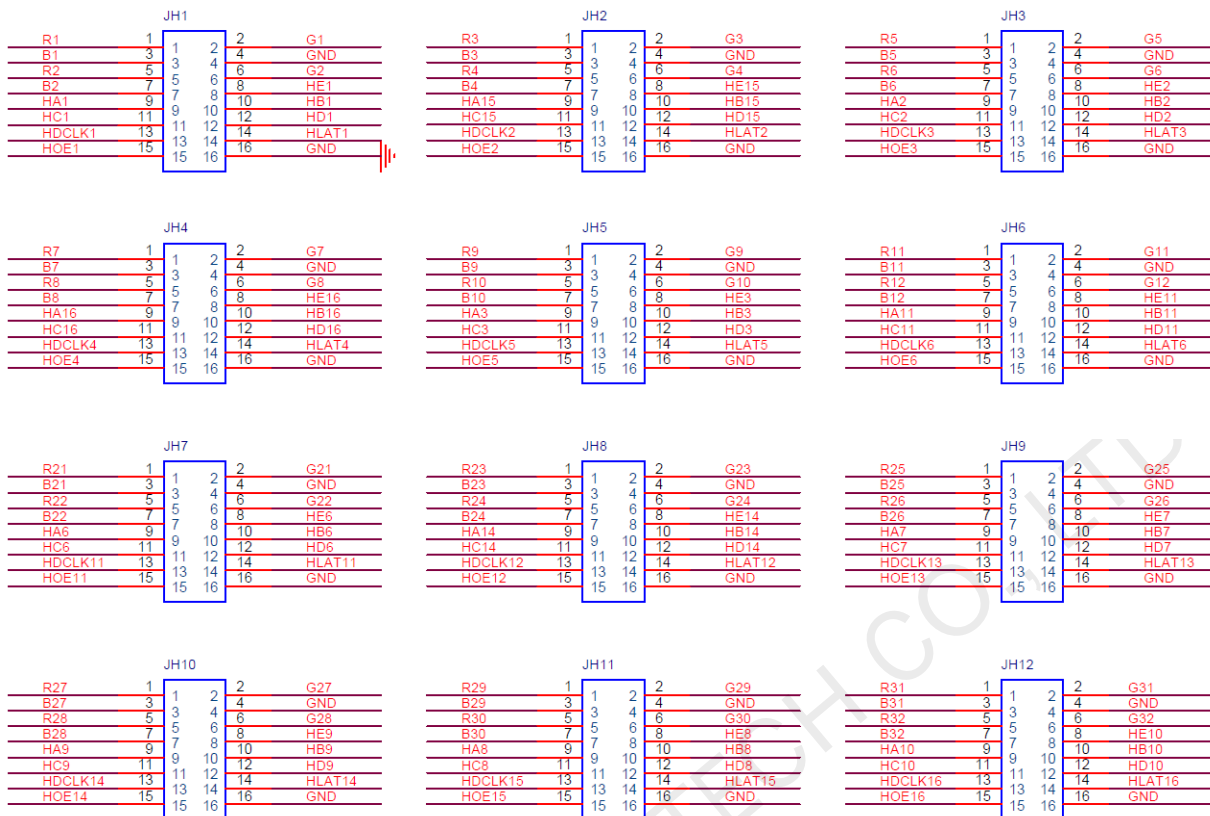 JH1
R1 1 1 2 2 G1
B1 3 3 4 4 GND
R2 5 5 6 6 G2
B2 7 7 8 8 HE1
HA1 9 9 10 10 HB1
HC1 11 11 12 12 HD1
HDCLK1 13 13 14 14 HLAT1
HOE1 15 15 16 16 GND
JH2
R3 1 1 2 2 G3
B3 3 3 4 4 GND
R4 5 5 6 6 G4
B4 7 7 8 8 HE15
HA15 9 9 10 10 HB15
HC15 11 11 12 12 HD15
HDCLK2 13 13 14 14 HLAT2
HOE2 15 15 16 16 GND
JH3
R5 1 1 2 2 G5
B5 3 3 4 4 GND
R6 5 5 6 6 G6
B6 7 7 8 8 HE2
HA2 9 9 10 10 HB2
HC2 11 11 12 12 HD2
HDCLK3 13 13 14 14 HLAT3
HOE3 15 15 16 16 GND
JH4
R7 1 1 2 2 G7
B7 3 3 4 4 GND
R8 5 5 6 6 G8
B8 7 7 8 8 HE16
HA16 9 9 10 10 HB16
HC16 11 11 12 12 HD16
HDCLK4 13 13 14 14 HLAT4
HOE4 15 15 16 16 GND
JH5
R9 1 1 2 2 G9
B9 3 3 4 4 GND
R10 5 5 6 6 G10
B10 7 7 8 8 HE3
HA3 9 9 10 10 HB3
HC3 11 11 12 12 HD3
HDCLK5 13 13 14 14 HLAT5
HOE5 15 15 16 16 GND
JH6
R11 1 1 2 2 G11
B11 3 3 4 4 GND
R12 5 5 6 6 G12
B12 7 7 8 8 HE11
HA11 9 9 10 10 HB11
HC11 11 11 12 12 HD11
HDCLK6 13 13 14 14 HLAT6
HOE6 15 15 16 16 GND
JH7
R21 1 1 2 2 G21
B21 3 3 4 4 GND
R22 5 5 6 6 G22
B22 7 7 8 8 HE6
HA6 9 9 10 10 HB6
HC6 11 11 12 12 HD6
HDCLK11 13 13 14 14 HLAT11
HOE11 15 15 16 16 GND
JH8
R23 1 1 2 2 G23
B23 3 3 4 4 GND
R24 5 5 6 6 G24
B24 7 7 8 8 HE14
HA14 9 9 10 10 HB14
HC14 11 11 12 12 HD14
HDCLK12 13 13 14 14 HLAT12
HOE12 15 15 16 16 GND
JH9
R25 1 1 2 2 G25
B25 3 3 4 4 GND
R26 5 5 6 6 G26
B26 7 7 8 8 HE7
HA7 9 9 10 10 HB7
HC7 11 11 12 12 HD7
HDCLK13 13 13 14 14 HLAT13
HOE13 15 15 16 16 GND
JH10
R27 1 1 2 2 G27
B27 3 3 4 4 GND
R28 5 5 6 6 G28
B28 7 7 8 8 HE9
HA9 9 9 10 10 HB9
HC9 11 11 12 12 HD9
HDCLK14 13 13 14 14 HLAT14
HOE14 15 15 16 16 GND
JH11
R29 1 1 2 2 G29
B29 3 3 4 4 GND
R30 5 5 6 6 G30
B30 7 7 8 8 HE8
HA8 9 9 10 10 HB8
HC8 11 11 12 12 HD8
HDCLK15 13 13 14 14 HLAT15
HOE15 15 15 16 16 GND
JH12
R31 1 1 2 2 G31
B31 3 3 4 4 GND
R32 5 5 6 6 G32
B32 7 7 8 8 HE10
HA10 9 9 10 10 HB10
HC10 11 11 12 12 HD10
HDCLK16 13 13 14 14 HLAT16
HOE16 15 15 16 16 GND
TECH CO., LTD